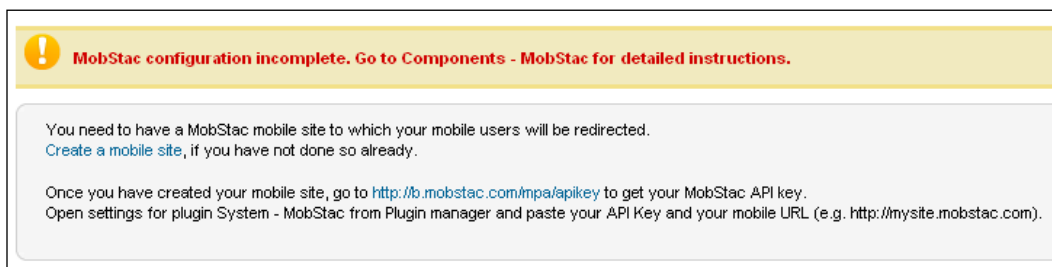 MobStac configuration incomplete. Go to Components - MobStac for detailed instructions.
You need to have a MobStac mobile site to which your mobile users will be redirected.
Create a mobile site, if you have not done so already.
Once you have created your mobile site, go to http://b.mobstac.com/mpa/apikey to get your MobStac API key.
Open settings for plugin System - MobStac from Plugin manager and paste your API Key and your mobile URL (e.g. http://mysite.mobstac.com).